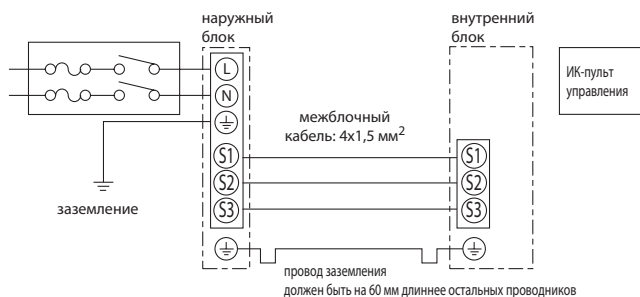 наружный
блок
внутренний
блок
L
N
S1
S2
S3
межблочный
кабель: 4x1,5 мм²
S1
S2
S3
ИК-пульт
управления
заземление
провод заземления
должен быть на 60 мм длиннее остальных проводников